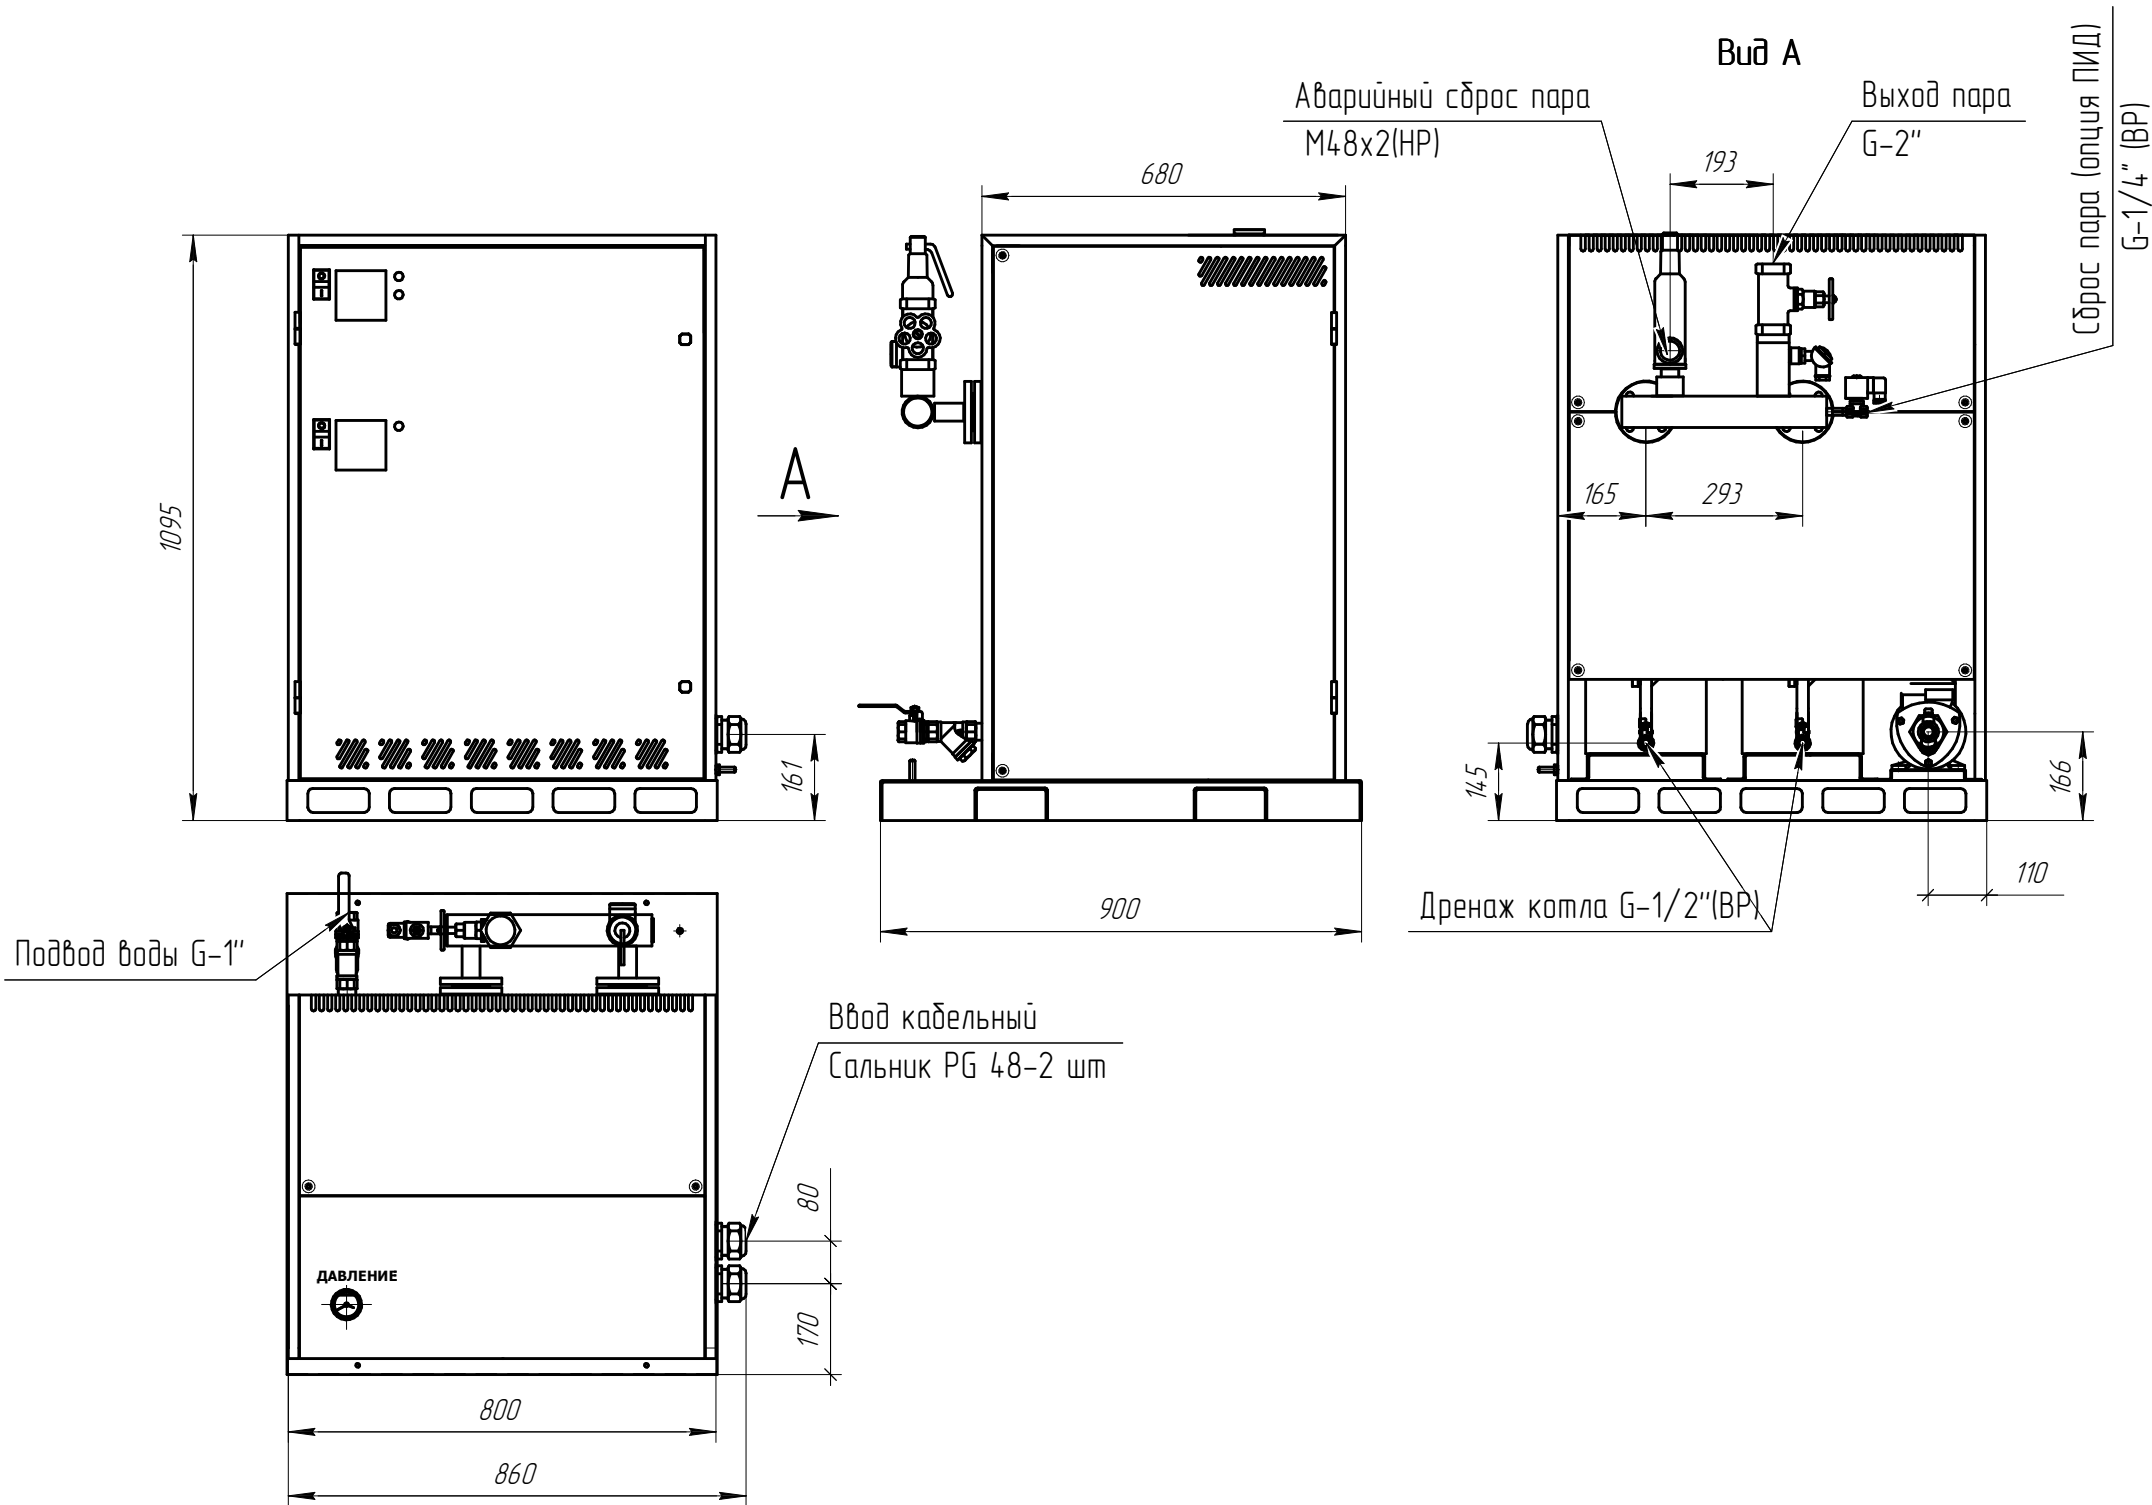 Вид А
Аварийный сброс пара
М48х2(НР)
Выход пара
G-2"
Сброс пара (опция ПИД)
G-1/4" (ВР)
193
680
1095
А
165
293
161
145
166
110
900
Дренаж котла G-1/2"(ВР)
Подвод воды G-1"
Ввод кабельный
Сальник PG 48-2 шт
80
ДАВЛЕНИЕ
170
800
860